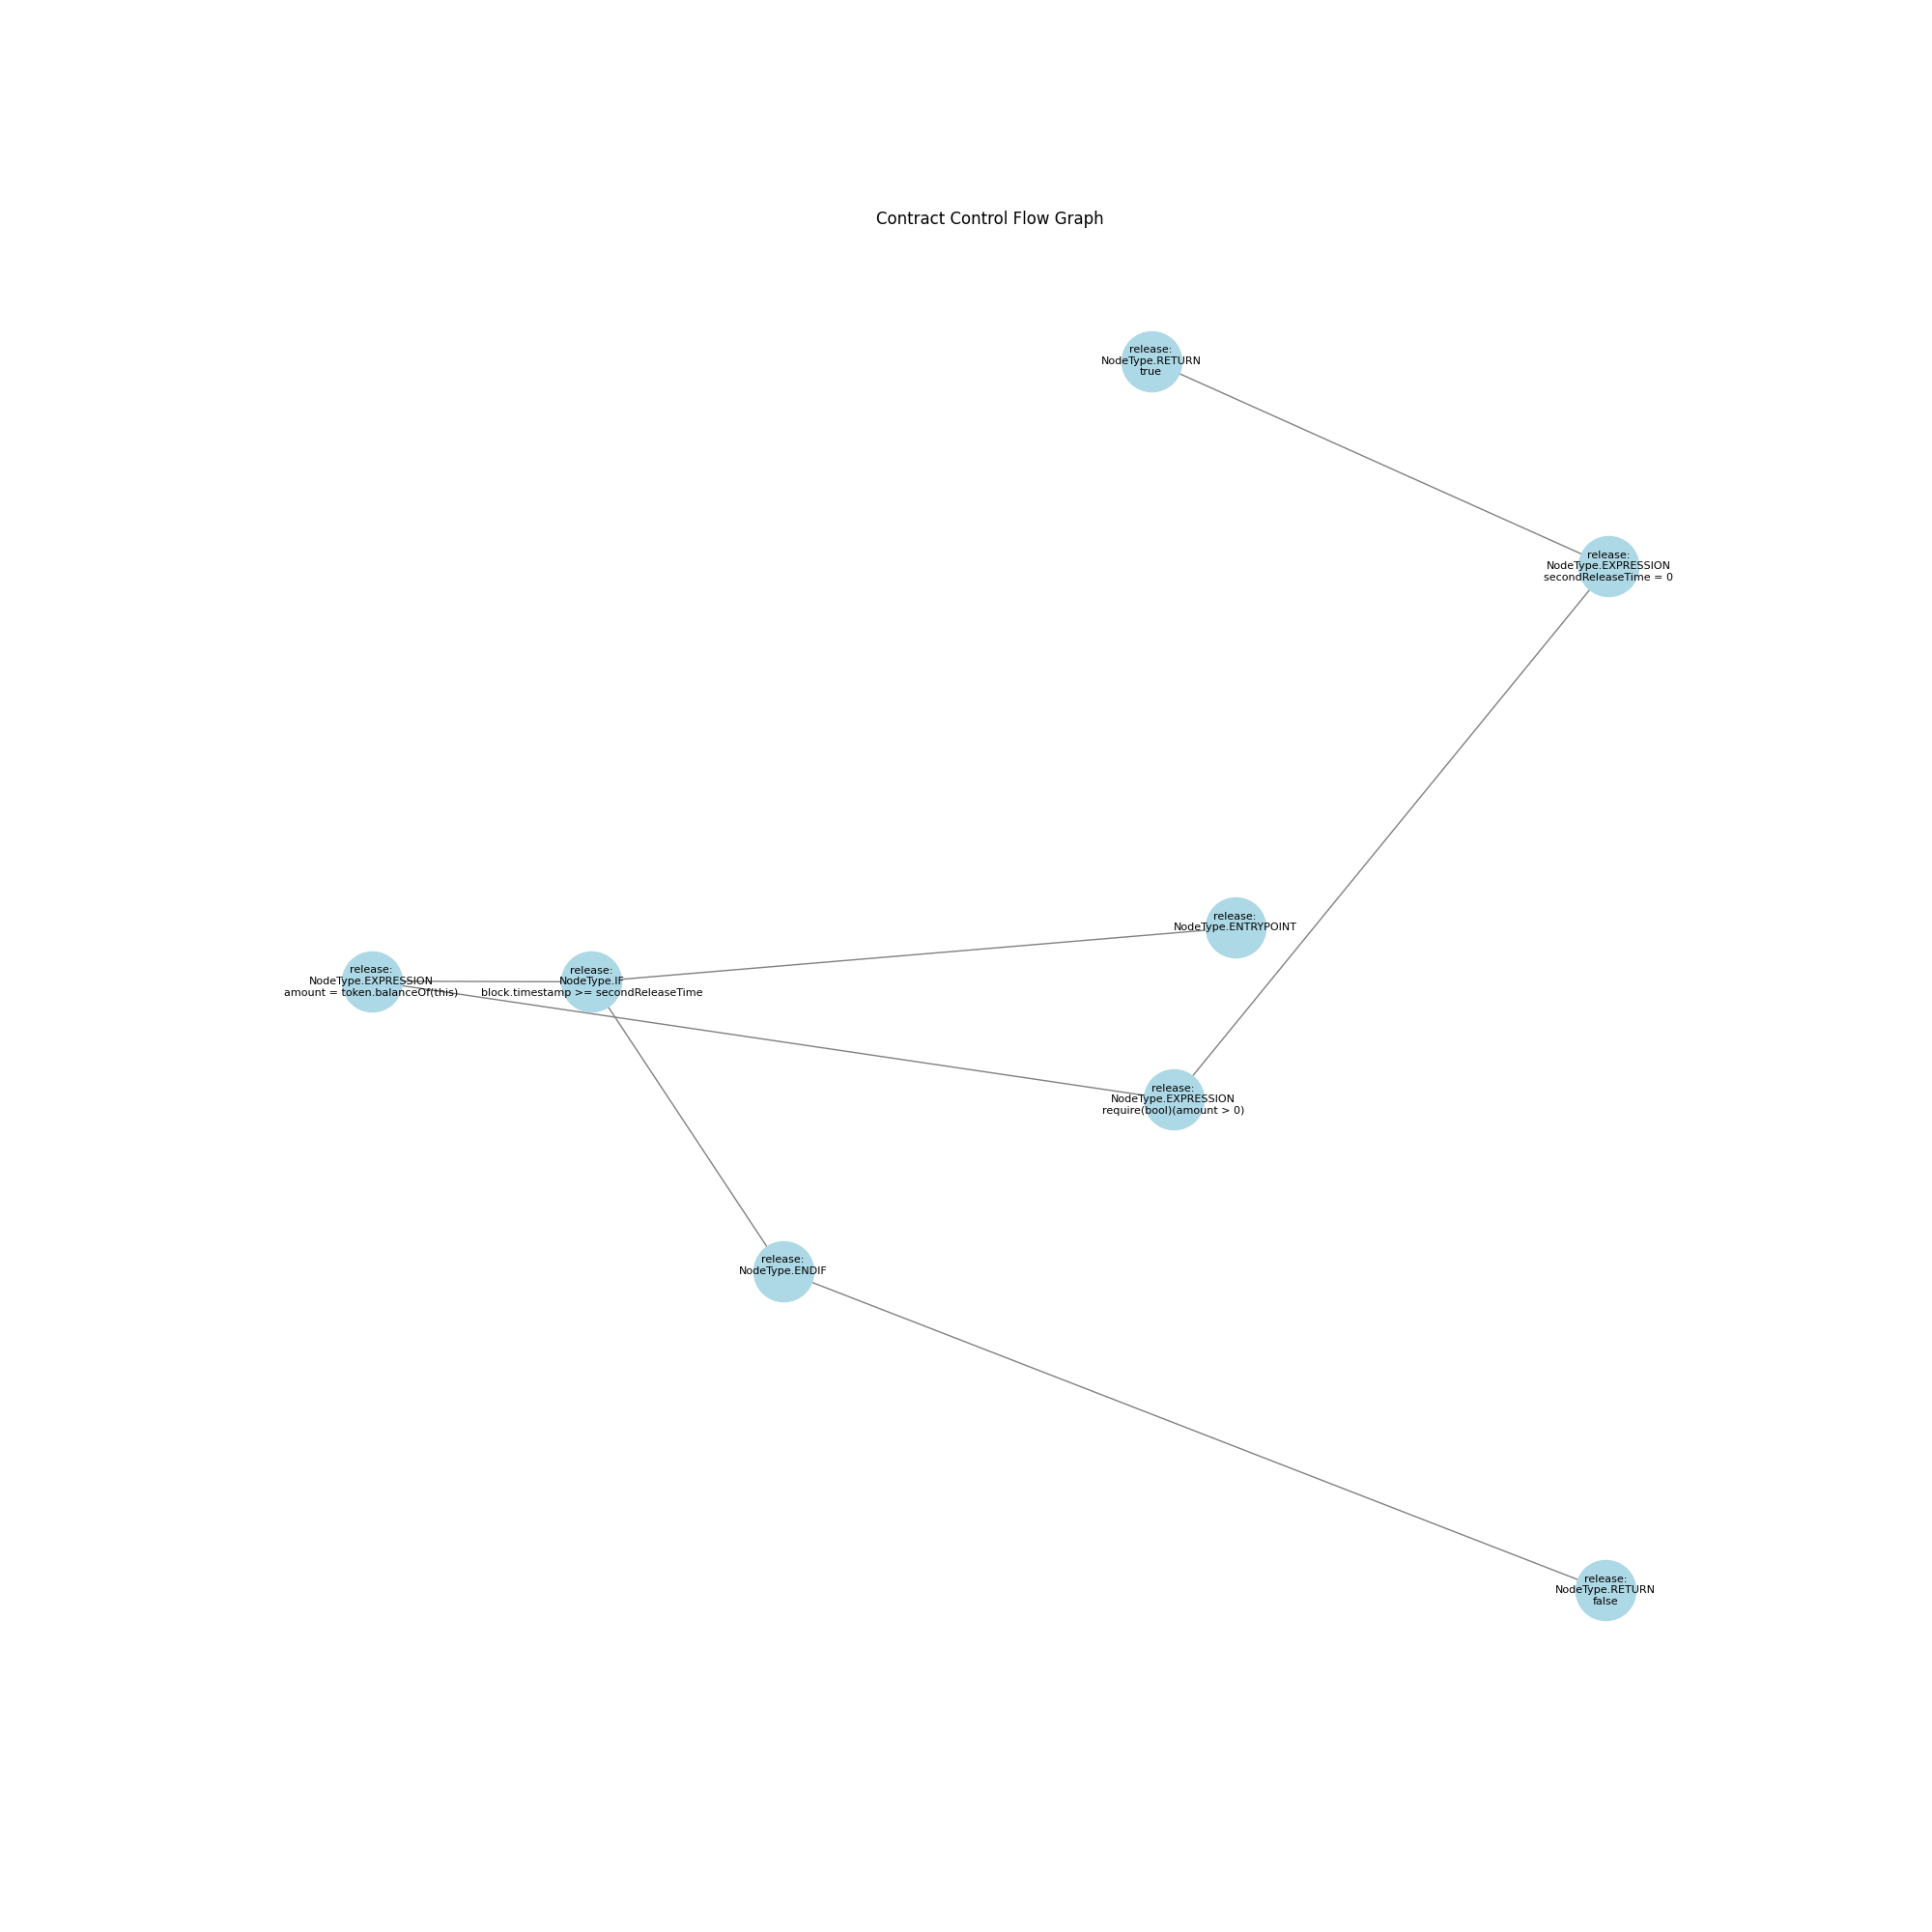 Contract Control Flow Graph
release:
NodeType.RETURN
true
release:
NodeType.EXPRESSION
secondReleaseTime = 0
release:
NodeType.ENTRYPOINT
release:
NodeType.EXPRESSION
amount = token.balanceOf(this)
release:
NodeType.IF
block.timestamp >= secondReleaseTime
release:
NodeType.EXPRESSION
require(bool)(amount > 0)
release:
NodeType.ENDIF
release:
NodeType.RETURN
false